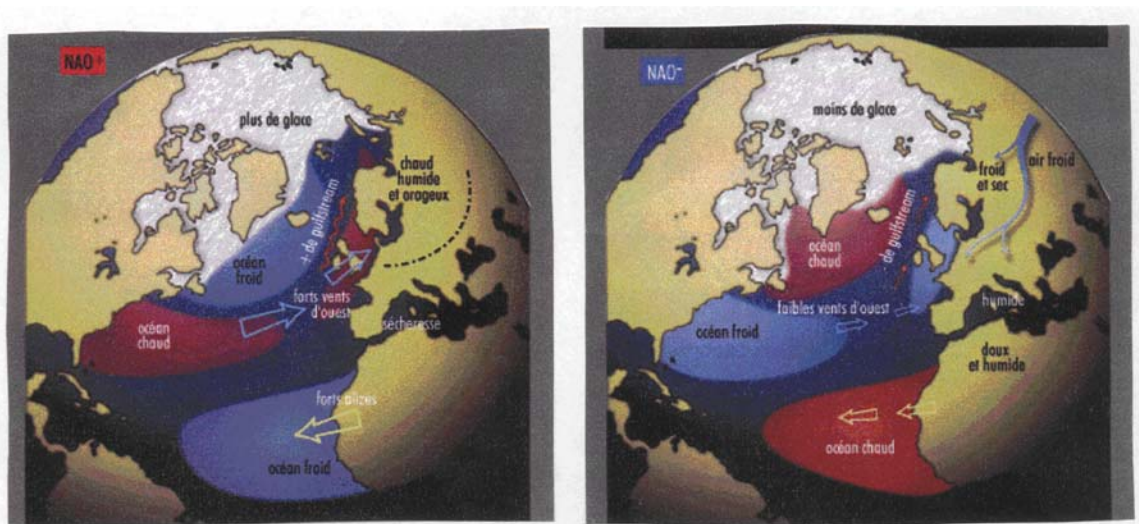 NAO+
plus de glace
chaud
humide
et orageux
+ de gulfstream
océan
froid
forts vents
d'ouest
océan
chaud
sécheresse
forts alizes
océan froid
NAO-
moins de glace
air froid
froid
et sec
océan
chaud
- de gulfstream
faibles vents d'ouest
humide
océan froid
doux
et humide
océan chaud